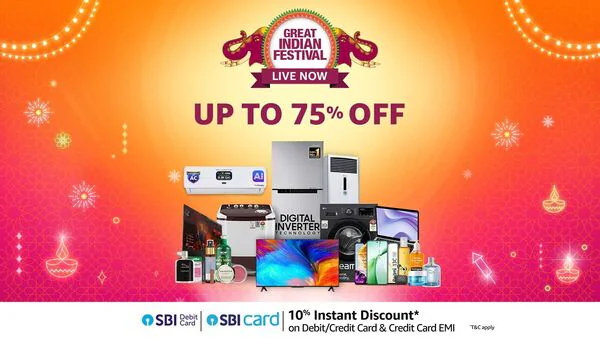 GREAT
INDIAN
FESTIVAL
LIVE NOW
UP TO 75% OFF
AC
AI
DIGITAL
INVERTER
TECHNOLOGY
SBI Debit Card
SBI card
10% Instant Discount*
on Debit/Credit Card & Credit Card EMI
*T&C apply